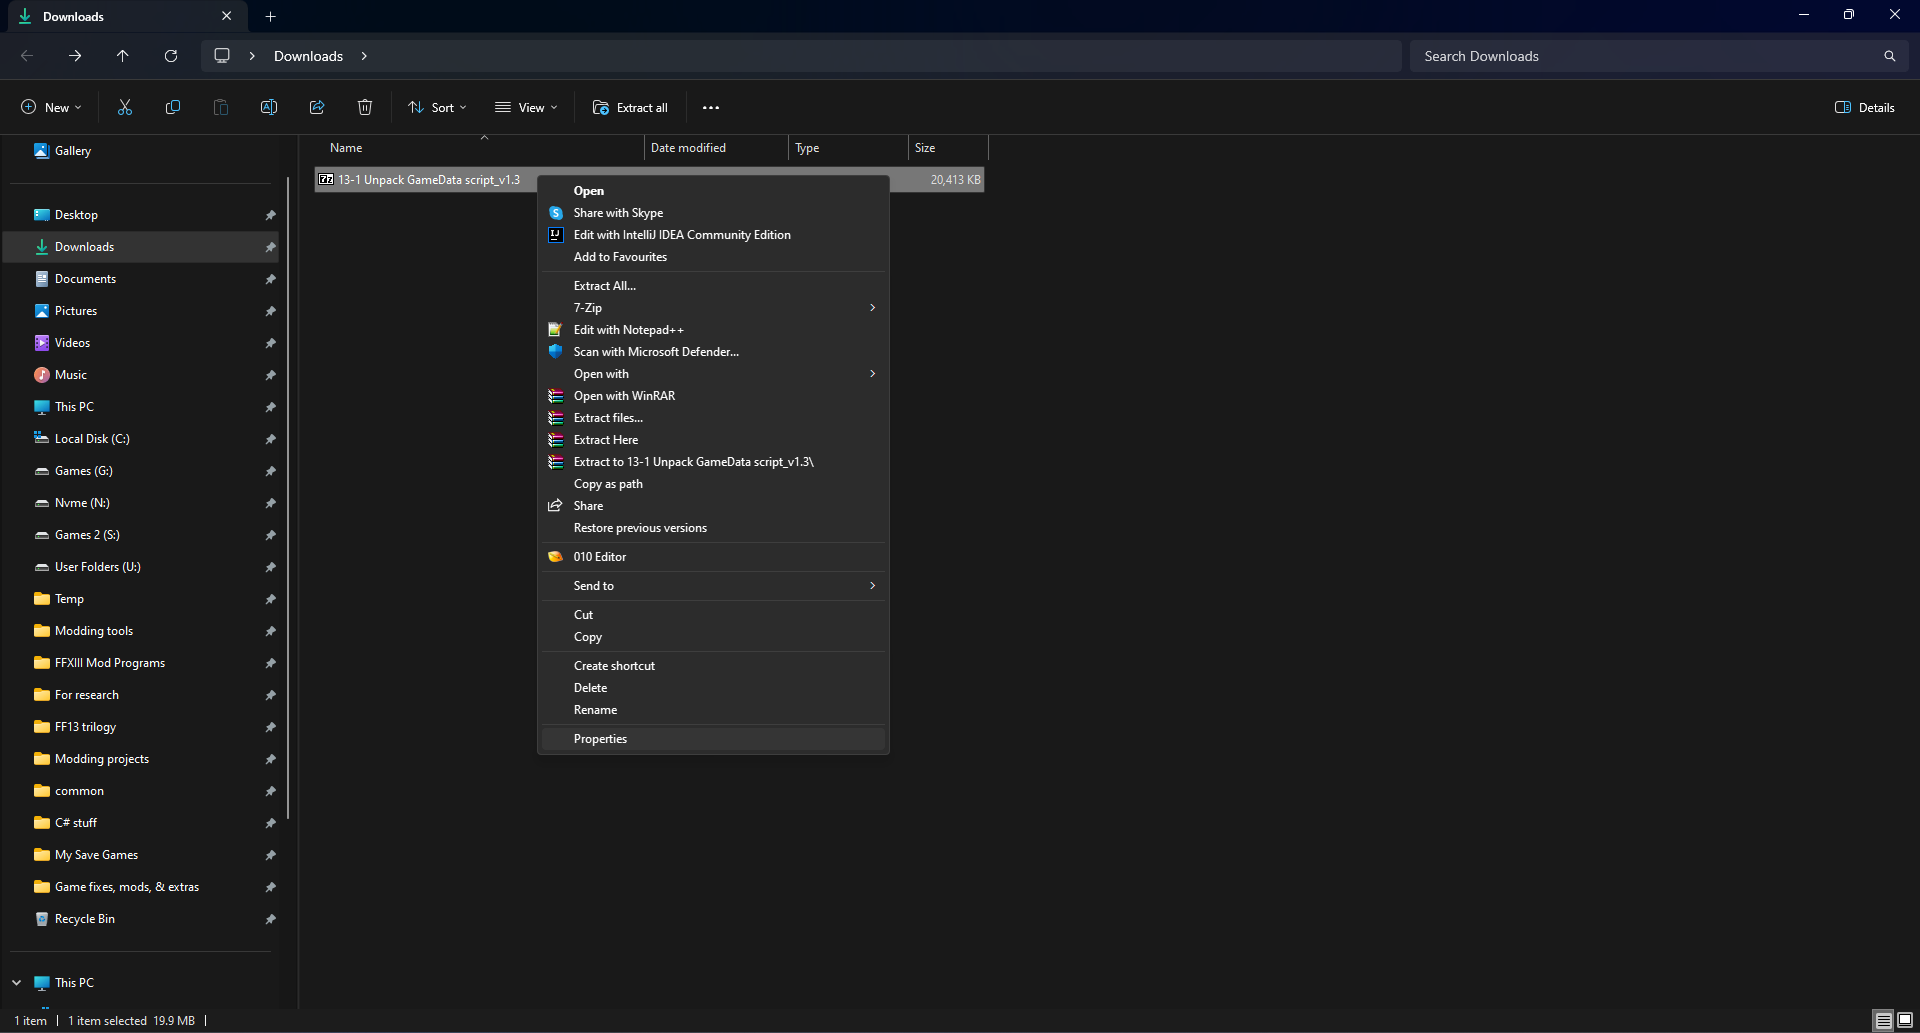 Downloads
Downloads
Search Downloads
New
Sort
View
Extract all
Details
Gallery
Desktop
Downloads
Documents
Pictures
Videos
Music
This PC
Local Disk (C:)
Games (G:)
Nvme (N:)
Games 2 (S:)
User Folders (U:)
Temp
Modding tools
FFXIII Mod Programs
For research
FF13 trilogy
Modding projects
common
C# stuff
My Save Games
Game fixes, mods, & extras
Recycle Bin
This PC
Name Date modified Type Size
7z 13-1 Unpack GameData script_v1.3 20,413 KB
Open
S Share with Skype
IJ Edit with IntelliJ IDEA Community Edition
Add to Favourites
Extract All...
7-Zip
Edit with Notepad++
Scan with Microsoft Defender...
Open with
Open with WinRAR
Extract files...
Extract Here
Extract to 13-1 Unpack GameData script_v1.3\
Copy as path
Share
Restore previous versions
010 Editor
Send to
Cut
Copy
Create shortcut
Delete
Rename
Properties
1 item 1 item selected 19.9 MB